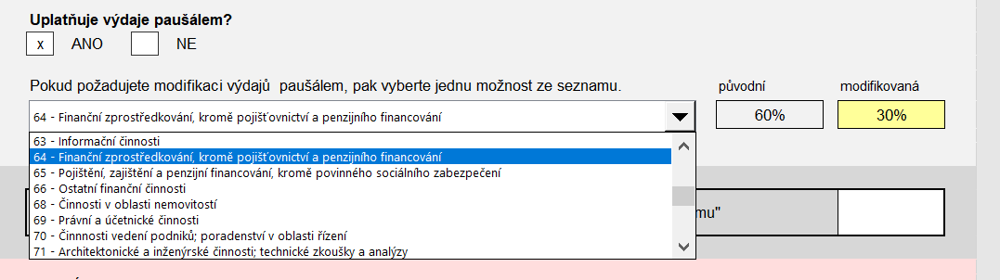 Uplatňuje výdaje paušálem?
x ANO NE
Pokud požadujete modifikaci výdajů paušálem, pak vyberte jednu možnost ze seznamu.
původní modifikovaná
64 - Finanční zprostředkování, kromě pojišťovnictví a penzijního financování
60% 30%
63 - Informační činnosti
64 - Finanční zprostředkování, kromě pojišťovnictví a penzijního financování
65 - Pojištění, zajištění a penzijní financování, kromě povinného sociálního zabezpečení
66 - Ostatní finanční činnosti
68 - Činnosti v oblasti nemovitostí
69 - Právní a účetnické činnosti
70 - Činnnosti vedení podniků; poradenství v oblasti řízení
71 - Architektonické a inženýrské činnosti; technické zkoušky a analýzy
mu"